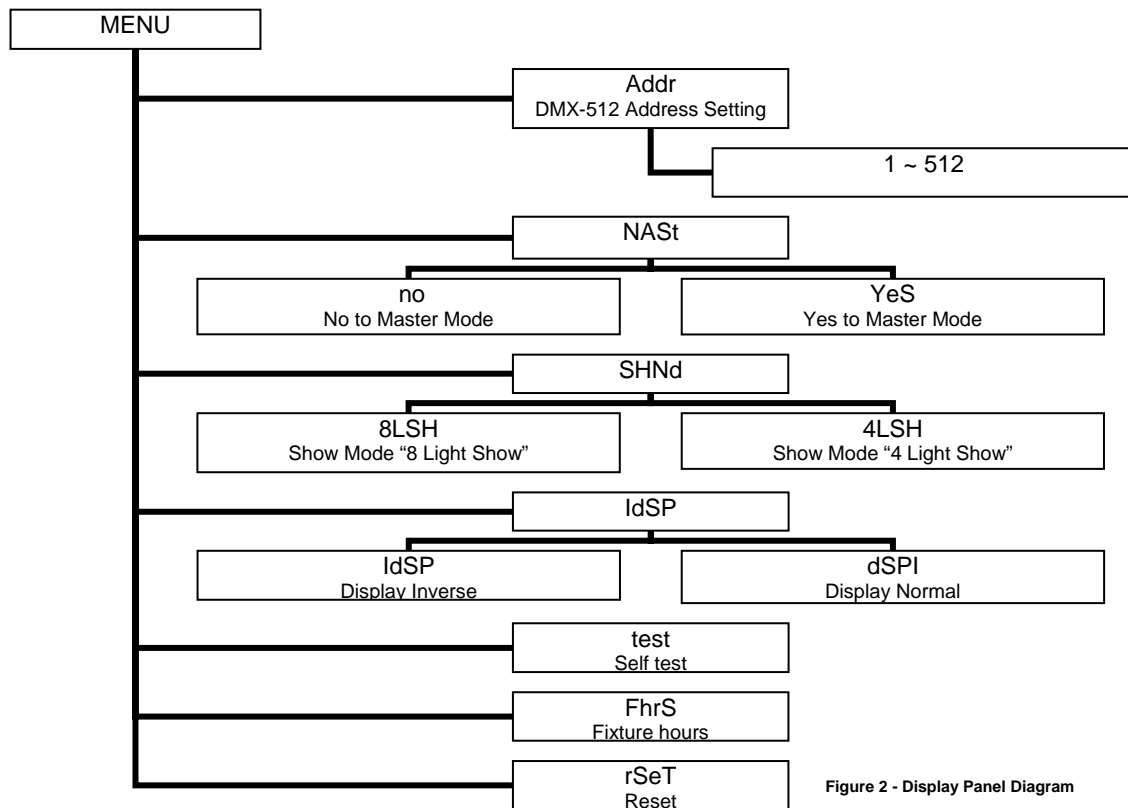 MENU
Addr
DMX-512 Address Setting
1 ~ 512
NASt
no
No to Master Mode
YeS
Yes to Master Mode
SHNd
8LSH
Show Mode “8 Light Show”
4LSH
Show Mode “4 Light Show”
IdSP
IdSP
Display Inverse
dSPI
Display Normal
test
Self test
FhrS
Fixture hours
rSeT
Reset
Figure 2 - Display Panel Diagram